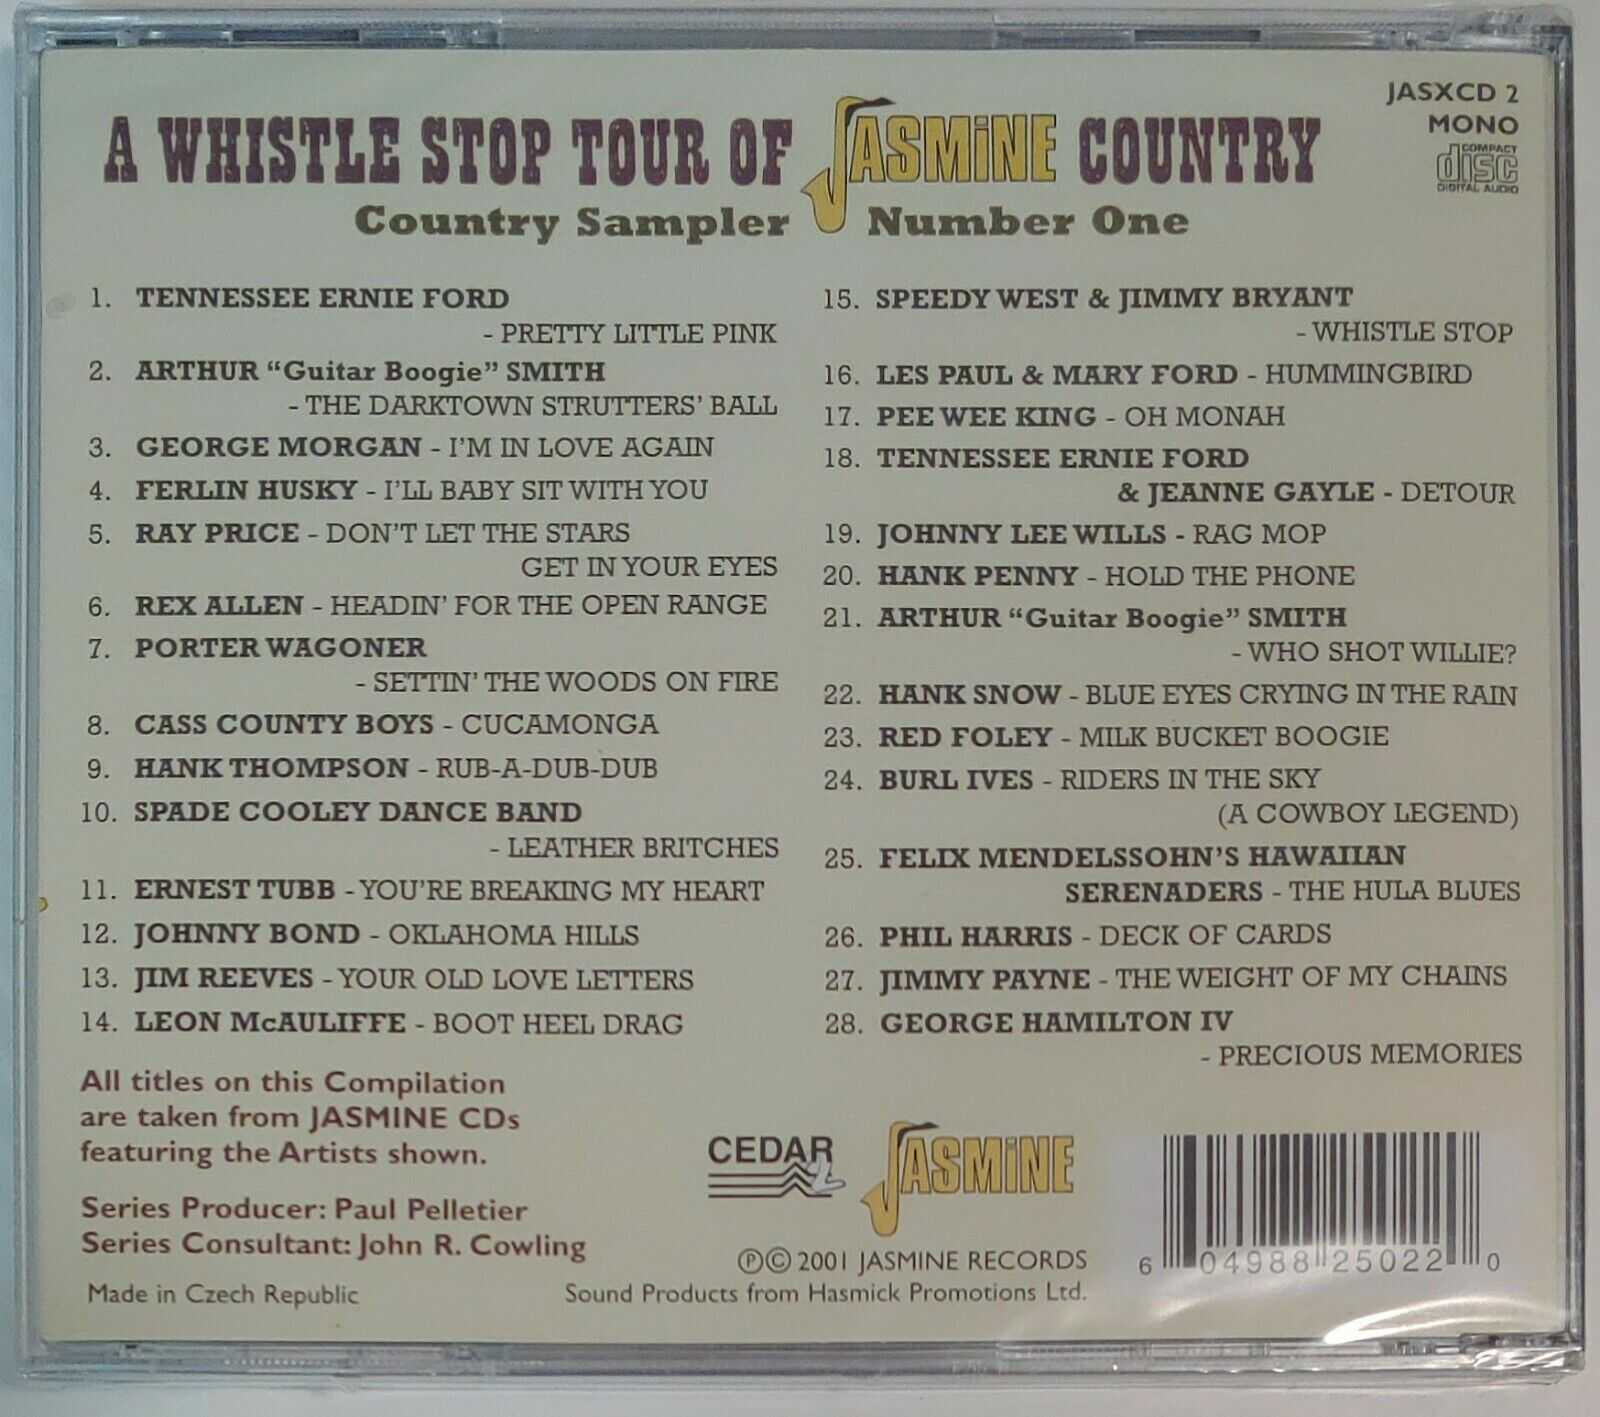 JASXCD 2
MONO
COMPACT
disc
DIGITAL AUDIO
A WHISTLE STOP TOUR OF JASMiNE COUNTRY
Country Sampler Number One
1. TENNESSEE ERNIE FORD
- PRETTY LITTLE PINK
2. ARTHUR “Guitar Boogie” SMITH
- THE DARKTOWN STRUTTERS’ BALL
3. GEORGE MORGAN - I’M IN LOVE AGAIN
4. FERLIN HUSKY - I’LL BABY SIT WITH YOU
5. RAY PRICE - DON’T LET THE STARS
GET IN YOUR EYES
6. REX ALLEN - HEADIN’ FOR THE OPEN RANGE
7. PORTER WAGONER
- SETTIN’ THE WOODS ON FIRE
8. CASS COUNTY BOYS - CUCAMONGA
9. HANK THOMPSON - RUB-A-DUB-DUB
10. SPADE COOLEY DANCE BAND
- LEATHER BRITCHES
11. ERNEST TUBB - YOU’RE BREAKING MY HEART
12. JOHNNY BOND - OKLAHOMA HILLS
13. JIM REEVES - YOUR OLD LOVE LETTERS
14. LEON McAULIFFE - BOOT HEEL DRAG
15. SPEEDY WEST & JIMMY BRYANT
- WHISTLE STOP
16. LES PAUL & MARY FORD - HUMMINGBIRD
17. PEE WEE KING - OH MONAH
18. TENNESSEE ERNIE FORD
& JEANNE GAYLE - DETOUR
19. JOHNNY LEE WILLS - RAG MOP
20. HANK PENNY - HOLD THE PHONE
21. ARTHUR “Guitar Boogie” SMITH
- WHO SHOT WILLIE?
22. HANK SNOW - BLUE EYES CRYING IN THE RAIN
23. RED FOLEY - MILK BUCKET BOOGIE
24. BURL IVES - RIDERS IN THE SKY
(A COWBOY LEGEND)
25. FELIX MENDELSSOHN’S HAWAIIAN
SERENADERS - THE HULA BLUES
26. PHIL HARRIS - DECK OF CARDS
27. JIMMY PAYNE - THE WEIGHT OF MY CHAINS
28. GEORGE HAMILTON IV
- PRECIOUS MEMORIES
All titles on this Compilation
are taken from JASMINE CDs
featuring the Artists shown.
Series Producer: Paul Pelletier
Series Consultant: John R. Cowling
Made in Czech Republic
CEDAR 2
JASMiNE
Ⓟ© 2001 JASMINE RECORDS
Sound Products from Hasmick Promotions Ltd.
6 04988 25022 0